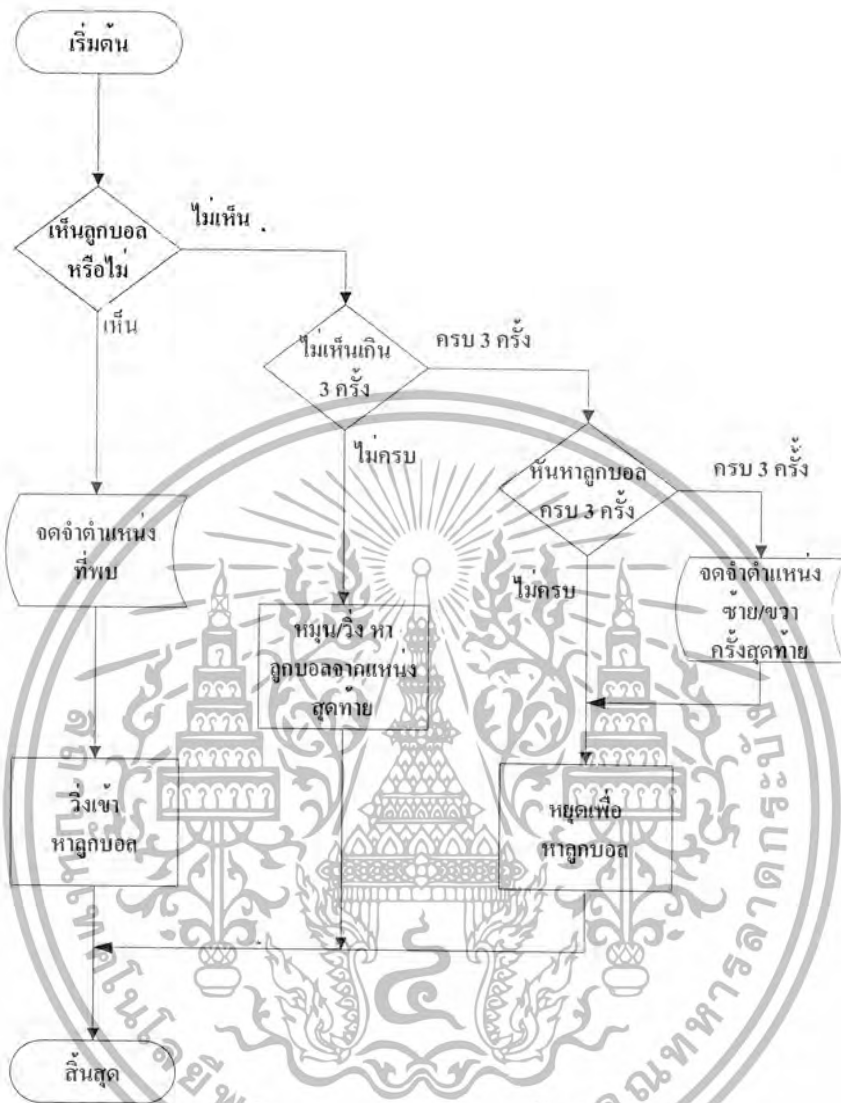 เริ่มต้น
เห็นลูกบอล
หรือไม่
ไม่เห็น
เห็น
ไม่เห็นเกิน
3 ครั้ง
ครบ 3 ครั้ง
ไม่ครบ
หันหาลูกบอล
ครบ 3 ครั้ง
ครบ 3 ครั้ง
ไม่ครบ
จดจำตำแหน่ง
ที่พบ
จดจำตำแหน่ง
ซ้าย/ขวา
ครั้งสุดท้าย
หมุน/วิ่ง หา
ลูกบอลจากแหน่ง
สุดท้าย
วิ่งเข้า
หาลูกบอล
หยุดเพื่อ
หาลูกบอล
สิ้นสุด